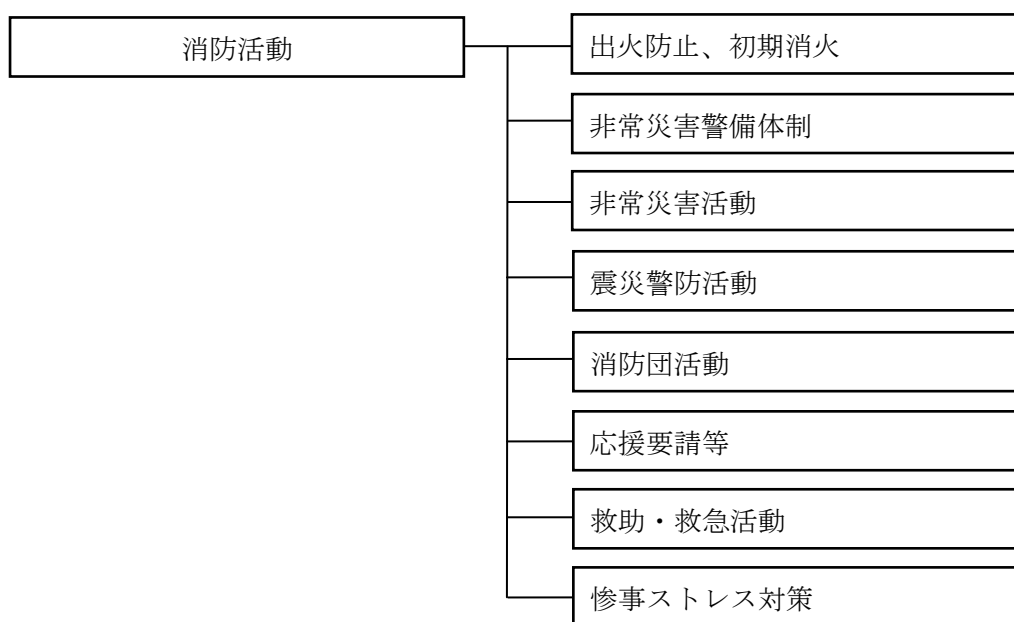 消防活動
出火防止、初期消火
非常災害警備体制
非常災害活動
震災警防活動
消防団活動
応援要請等
救助・救急活動
惨事ストレス対策